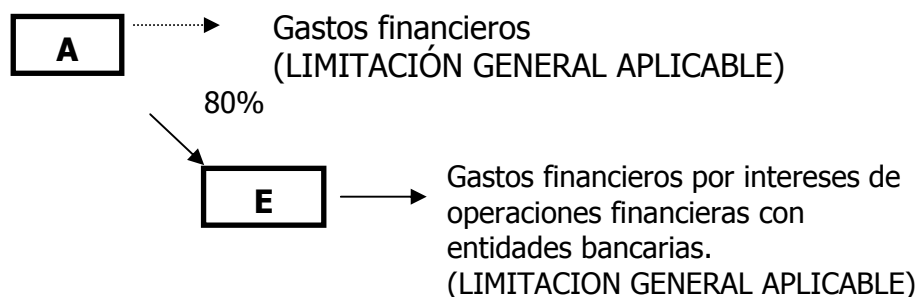 A
Gastos financieros
(LIMITACIÓN GENERAL APLICABLE)
80%
E
Gastos financieros por intereses de
operaciones financieras con
entidades bancarias.
(LIMITACION GENERAL APLICABLE)